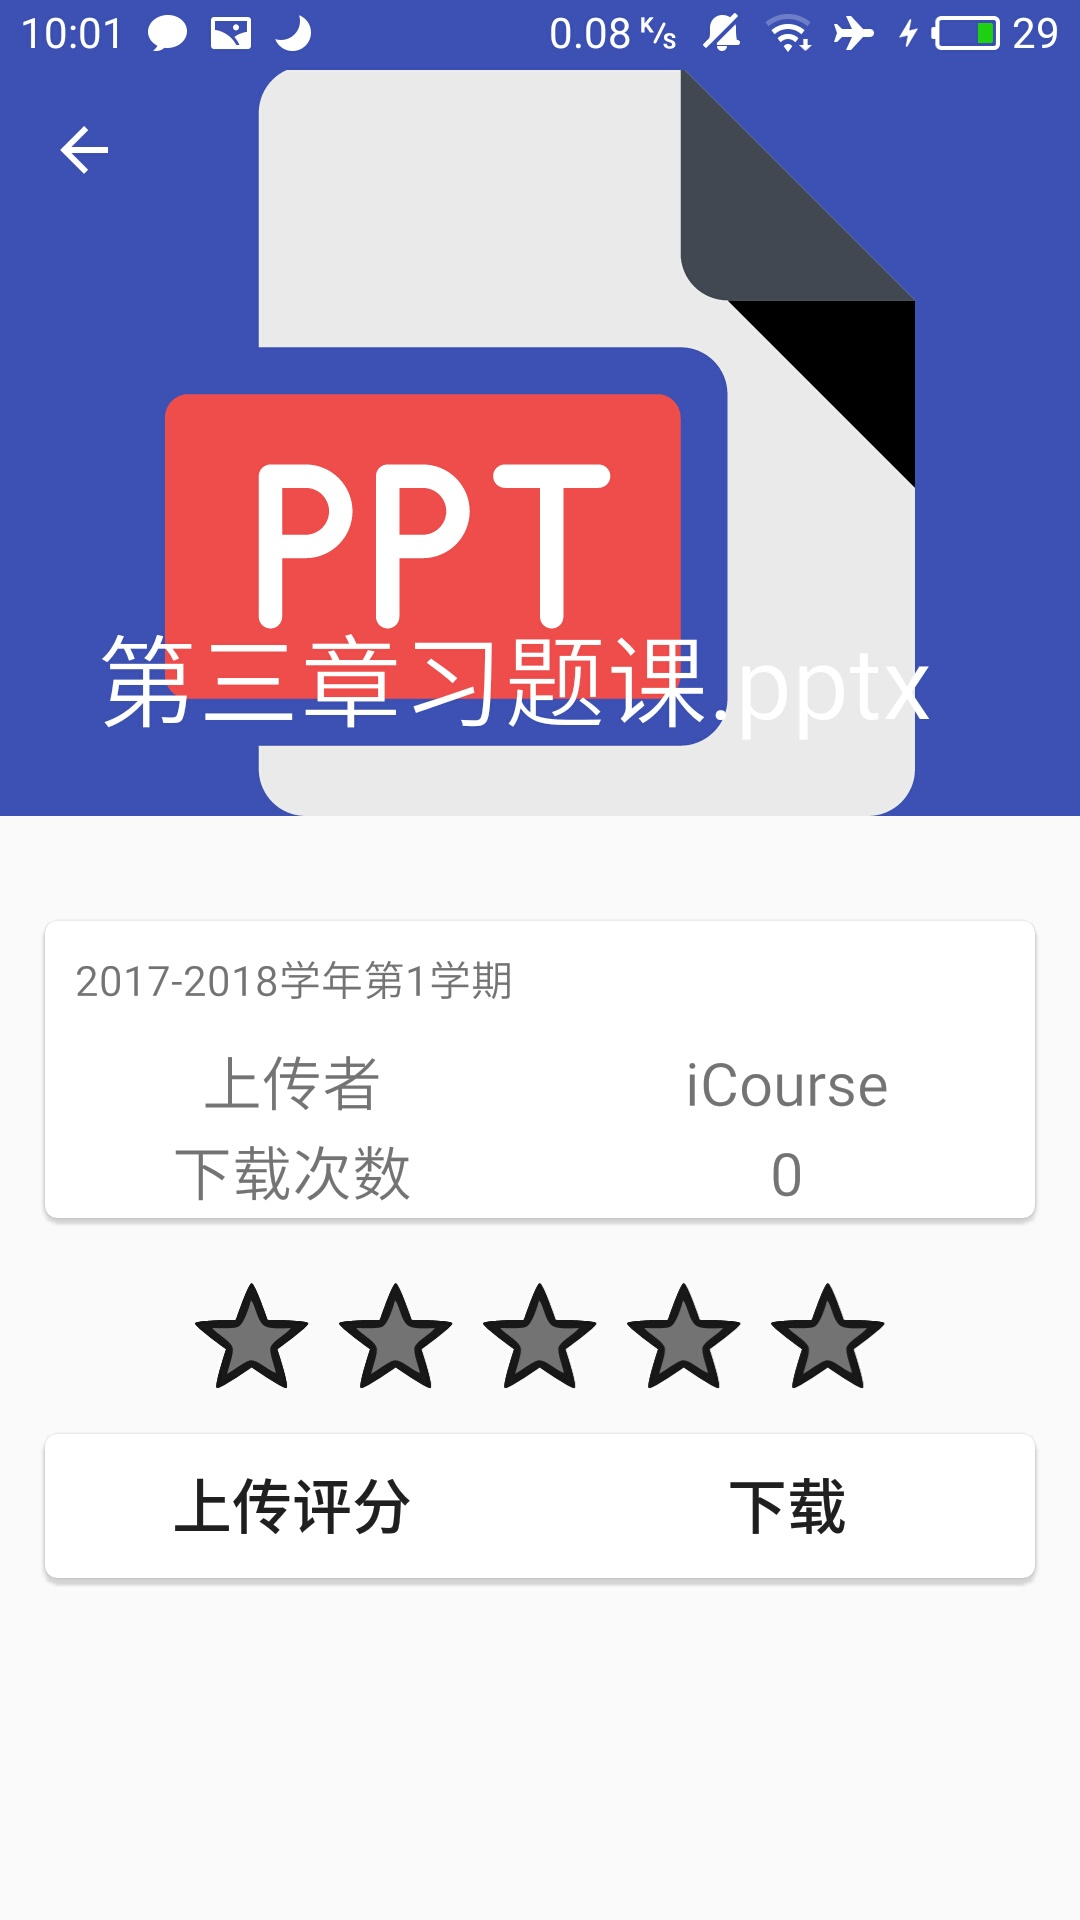 10:01 0.08 K/s 29
PPT
第三章习题课.pptx
2017-2018学年第1学期
上传者 iCourse
下载次数 0
上传评分 下载